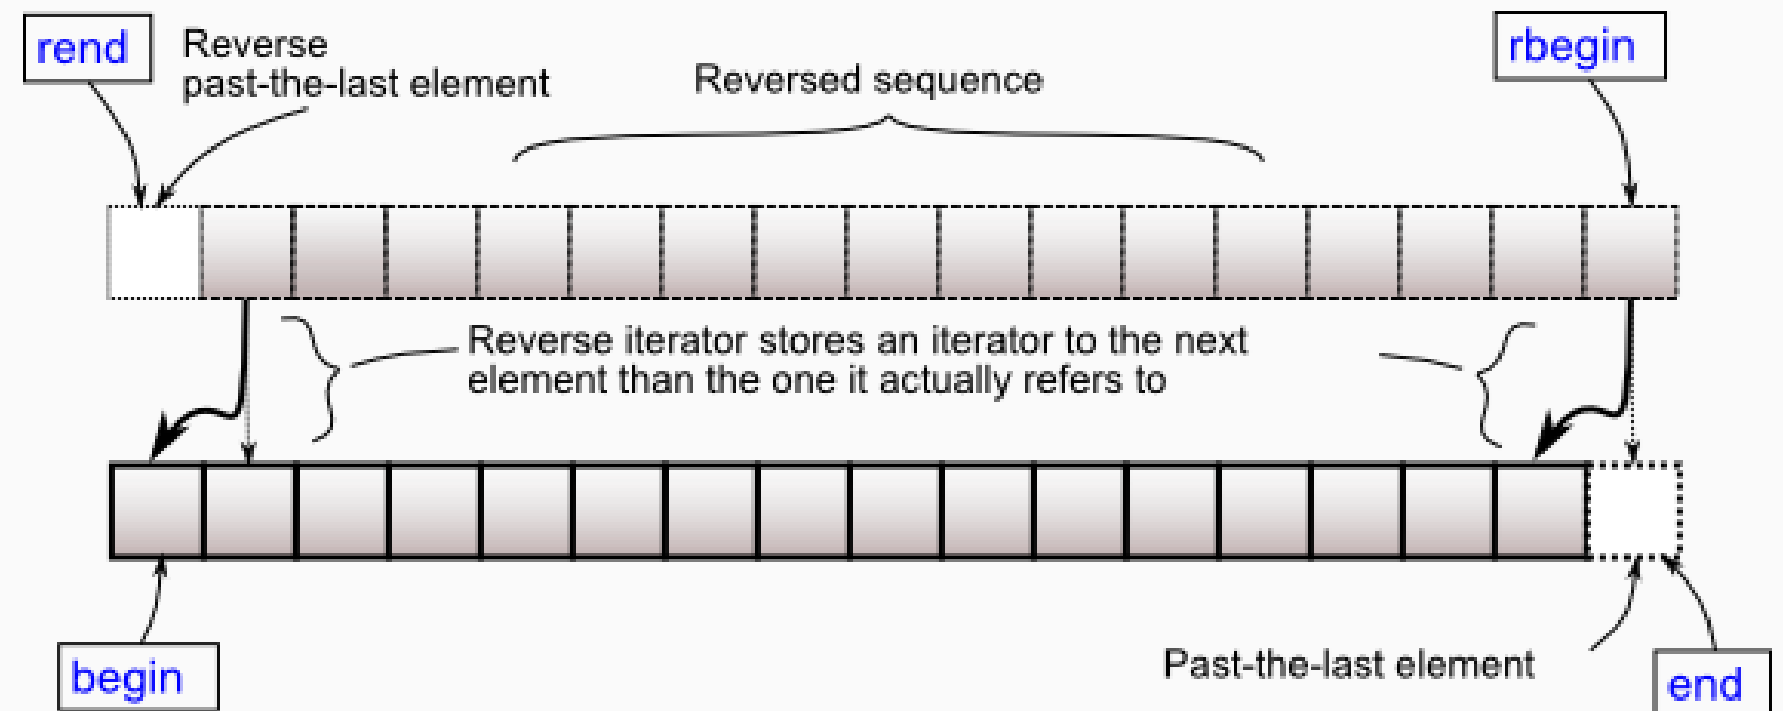 rend
Reverse
past-the-last element
Reversed sequence
rbegin
Reverse iterator stores an iterator to the next
element than the one it actually refers to
begin
Past-the-last element
end